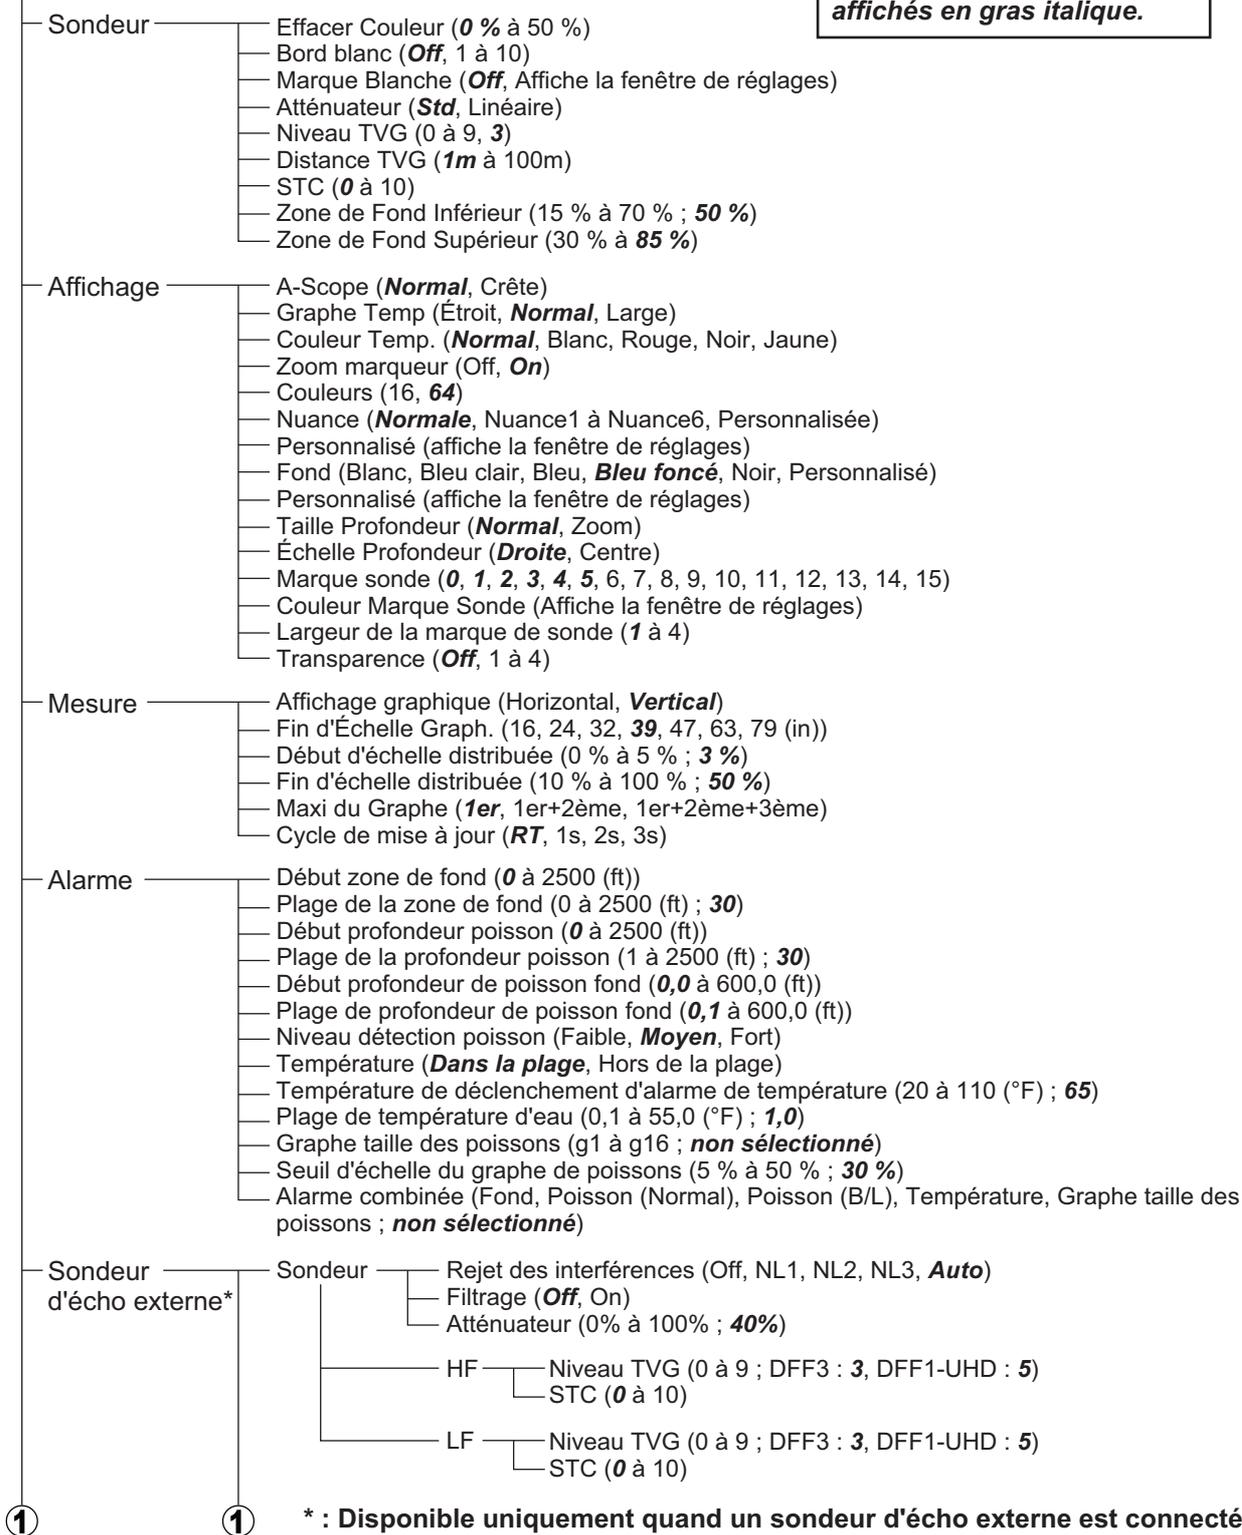 affichés en gras italique.
Sondeur
Effacer Couleur (0 % à 50 %)
Bord blanc (Off, 1 à 10)
Marque Blanche (Off, Affiche la fenêtre de réglages)
Atténuateur (Std, Linéaire)
Niveau TVG (0 à 9, 3)
Distance TVG (1m à 100m)
STC (0 à 10)
Zone de Fond Inférieur (15 % à 70 % ; 50 %)
Zone de Fond Supérieur (30 % à 85 %)
Affichage
A-Scope (Normal, Crête)
Graphe Temp (Étroit, Normal, Large)
Couleur Temp. (Normal, Blanc, Rouge, Noir, Jaune)
Zoom marqueur (Off, On)
Couleurs (16, 64)
Nuance (Normale, Nuance1 à Nuance6, Personnalisée)
Personnalisé (affiche la fenêtre de réglages)
Fond (Blanc, Bleu clair, Bleu, Bleu foncé, Noir, Personnalisé)
Personnalisé (affiche la fenêtre de réglages)
Taille Profondeur (Normal, Zoom)
Échelle Profondeur (Droite, Centre)
Marque sonde (0, 1, 2, 3, 4, 5, 6, 7, 8, 9, 10, 11, 12, 13, 14, 15)
Couleur Marque Sonde (Affiche la fenêtre de réglages)
Largeur de la marque de sonde (1 à 4)
Transparence (Off, 1 à 4)
Mesure
Affichage graphique (Horizontal, Vertical)
Fin d'Échelle Graph. (16, 24, 32, 39, 47, 63, 79 (in))
Début d'échelle distribuée (0 % à 5 % ; 3 %)
Fin d'échelle distribuée (10 % à 100 % ; 50 %)
Maxi du Graphe (1er, 1er+2ème, 1er+2ème+3ème)
Cycle de mise à jour (RT, 1s, 2s, 3s)
Alarme
Début zone de fond (0 à 2500 (ft))
Plage de la zone de fond (0 à 2500 (ft) ; 30)
Début profondeur poisson (0 à 2500 (ft))
Plage de la profondeur poisson (1 à 2500 (ft) ; 30)
Début profondeur de poisson fond (0,0 à 600,0 (ft))
Plage de profondeur de poisson fond (0,1 à 600,0 (ft))
Niveau détection poisson (Faible, Moyen, Fort)
Température (Dans la plage, Hors de la plage)
Température de déclenchement d'alarme de température (20 à 110 (°F) ; 65)
Plage de température d'eau (0,1 à 55,0 (°F) ; 1,0)
Graphe taille des poissons (g1 à g16 ; non sélectionné)
Seuil d'échelle du graphe de poissons (5 % à 50 % ; 30 %)
Alarme combinée (Fond, Poisson (Normal), Poisson (B/L), Température, Graphe taille des
poissons ; non sélectionné)
Sondeur
d'écho externe*
Sondeur
Rejet des interférences (Off, NL1, NL2, NL3, Auto)
Filtrage (Off, On)
Atténuateur (0% à 100% ; 40%)
HF
Niveau TVG (0 à 9 ; DFF3 : 3, DFF1-UHD : 5)
STC (0 à 10)
LF
Niveau TVG (0 à 9 ; DFF3 : 3, DFF1-UHD : 5)
STC (0 à 10)
1
1
* : Disponible uniquement quand un sondeur d'écho externe est connecté